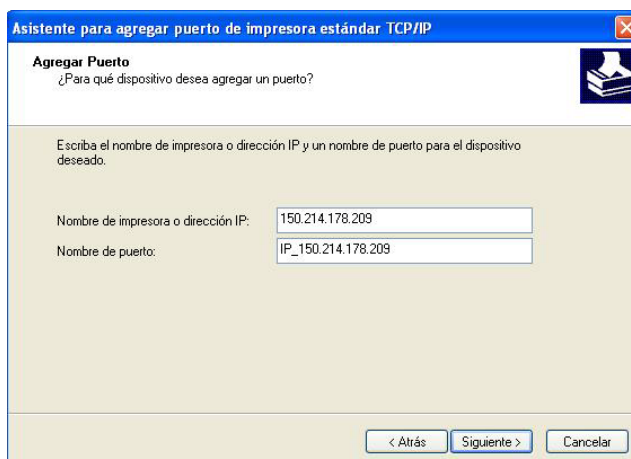 Asistente para agregar puerto de impresora estándar TCP/IP
Agregar Puerto
¿Para qué dispositivo desea agregar un puerto?
Escriba el nombre de impresora o dirección IP y un nombre de puerto para el dispositivo
deseado.
Nombre de impresora o dirección IP: 150.214.178.209
Nombre de puerto: IP_150.214.178.209
< Atrás Siguiente > Cancelar